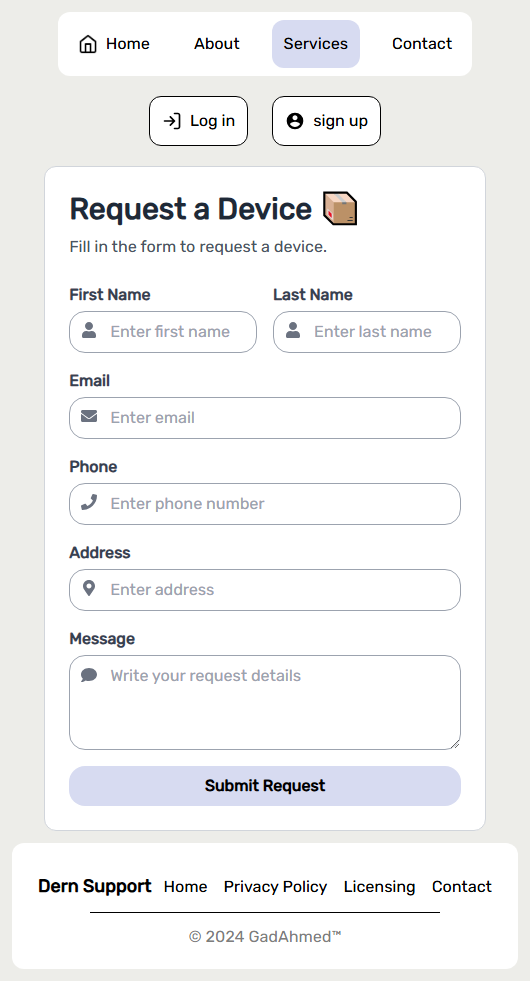 Home About Services Contact
Log in sign up
Request a Device
Fill in the form to request a device.
First Name Last Name
Enter first name Enter last name
Email
Enter email
Phone
Enter phone number
Address
Enter address
Message
Write your request details
Submit Request
Dern Support Home Privacy Policy Licensing Contact
© 2024 GadAhmed™